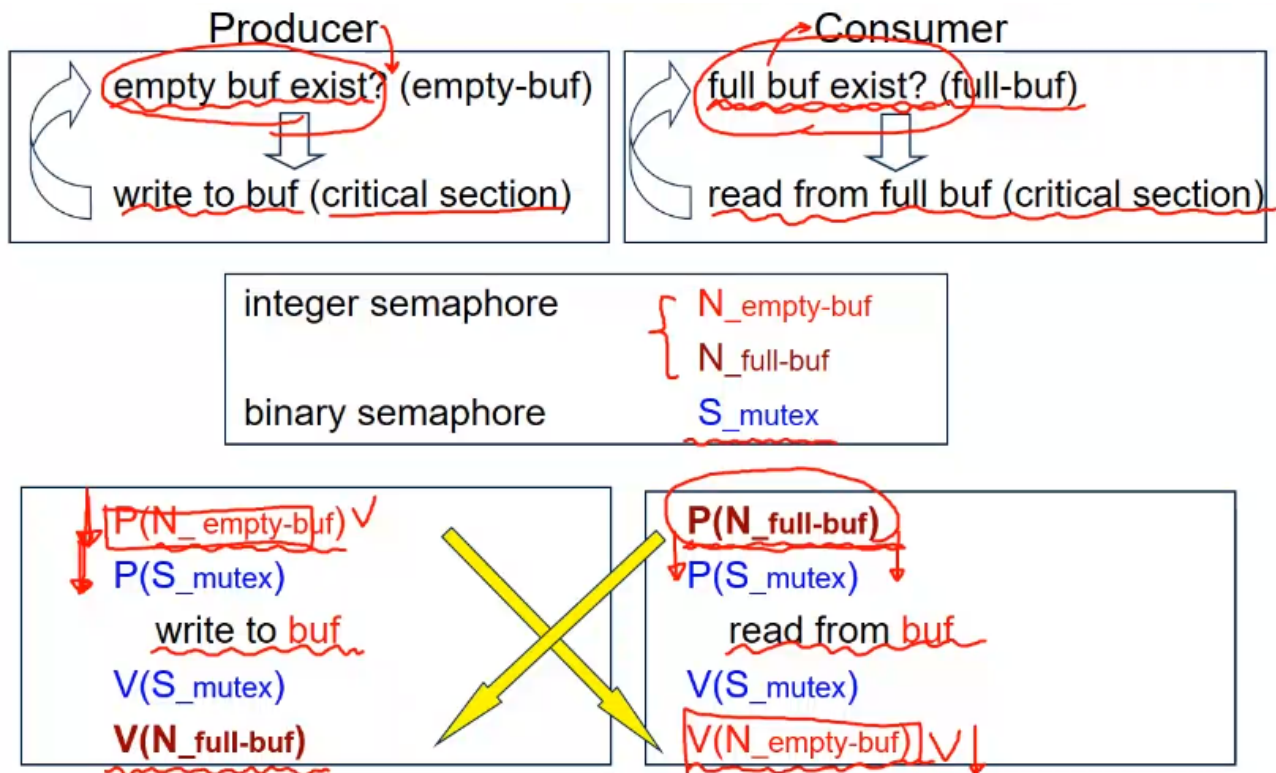 Producer
empty buf exist? (empty-buf)
write to buf (critical section)
Consumer
full buf exist? (full-buf)
read from full buf (critical section)
integer semaphore N_empty-buf
N_full-buf
binary semaphore S_mutex
P(N_ empty-buf)
P(S_mutex)
write to buf
V(S_mutex)
V(N_full-buf)
P(N_full-buf)
P(S_mutex)
read from buf
V(S_mutex)
V(N_empty-buf)